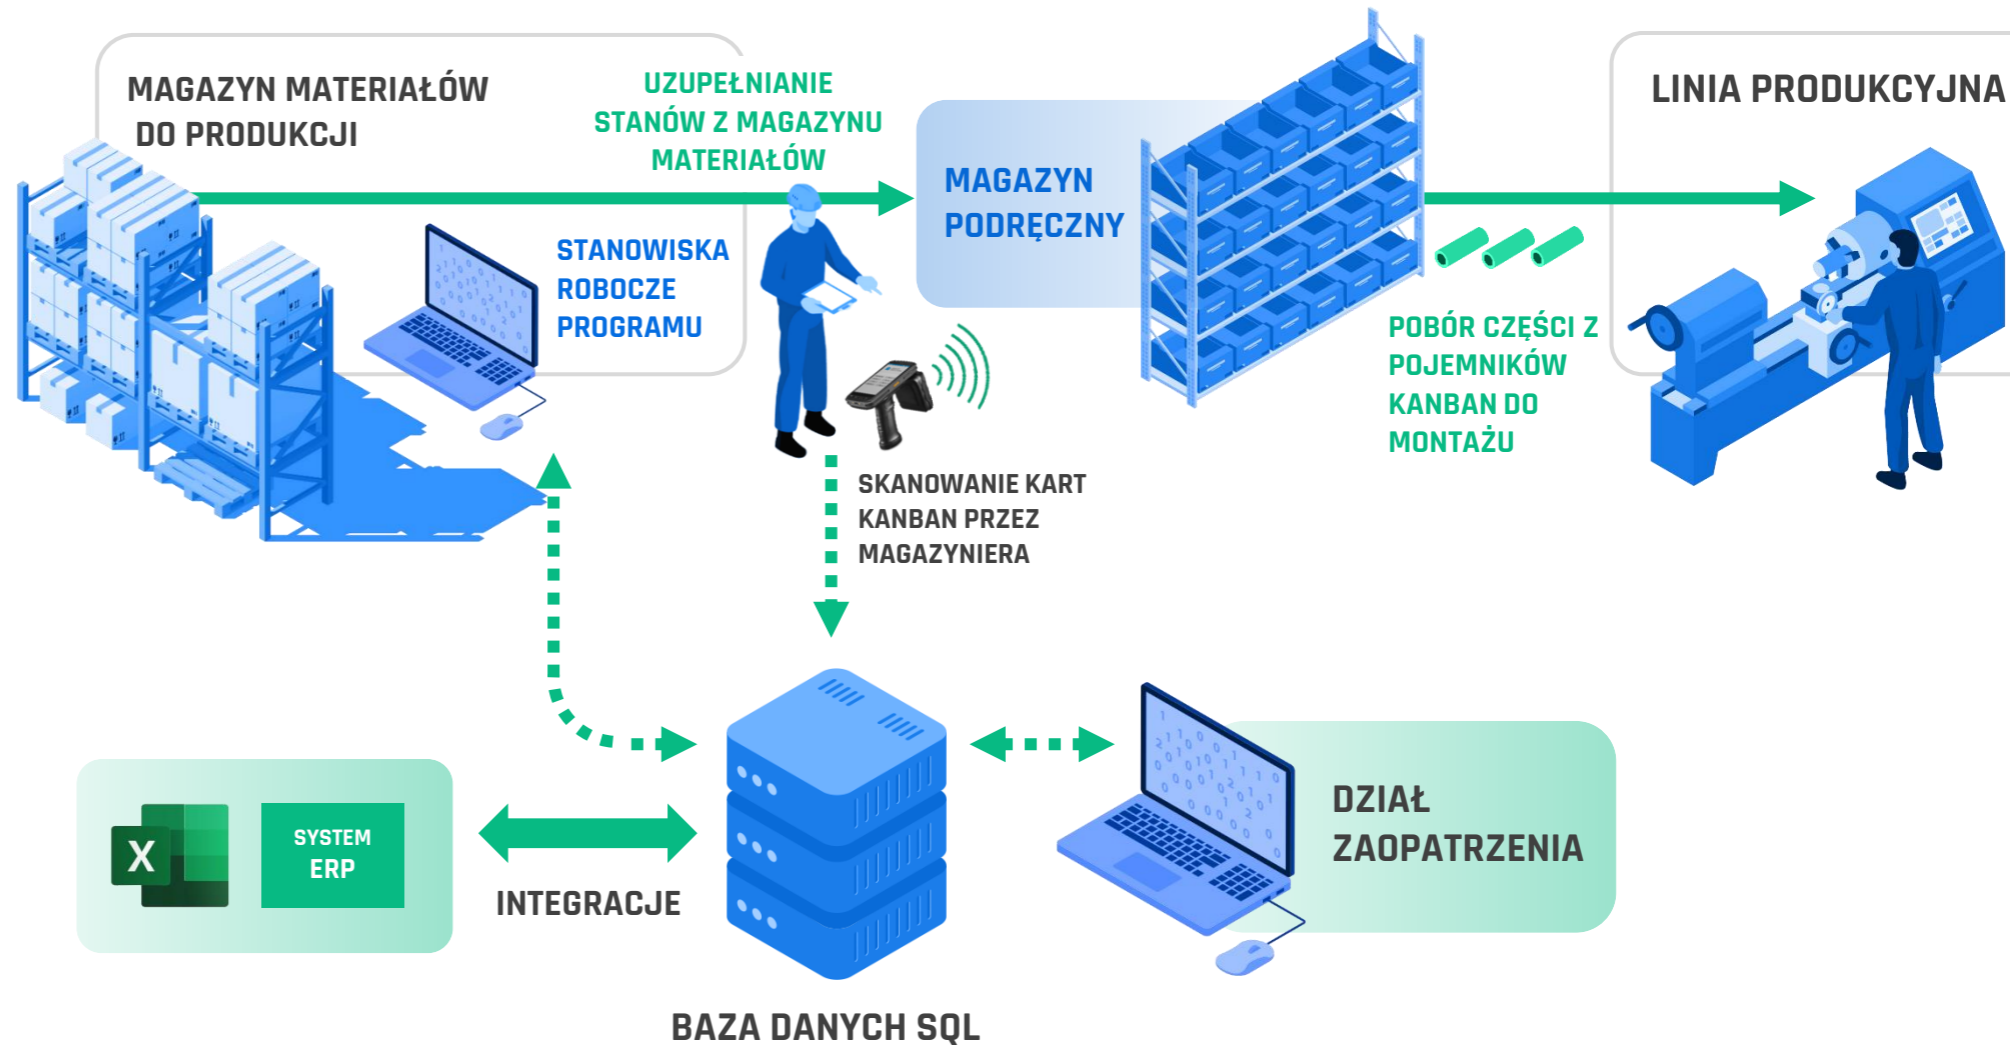 MAGAZYN MATERIAŁÓW
DO PRODUKCJI
UZUPEŁNIANIE
STANÓW Z MAGAZYNU
MATERIAŁÓW
STANOWISKA
ROBOCZE
PROGRAMU
MAGAZYN
PODRĘCZNY
LINIA PRODUKCYJNA
POBÓR CZĘŚCI Z
POJEMNIKÓW
KANBAN DO
MONTAŻU
SKANOWANIE KART
KANBAN PRZEZ
MAGAZYNIERA
X
SYSTEM
ERP
INTEGRACJE
BAZA DANYCH SQL
DZIAŁ
ZAOPATRZENIA